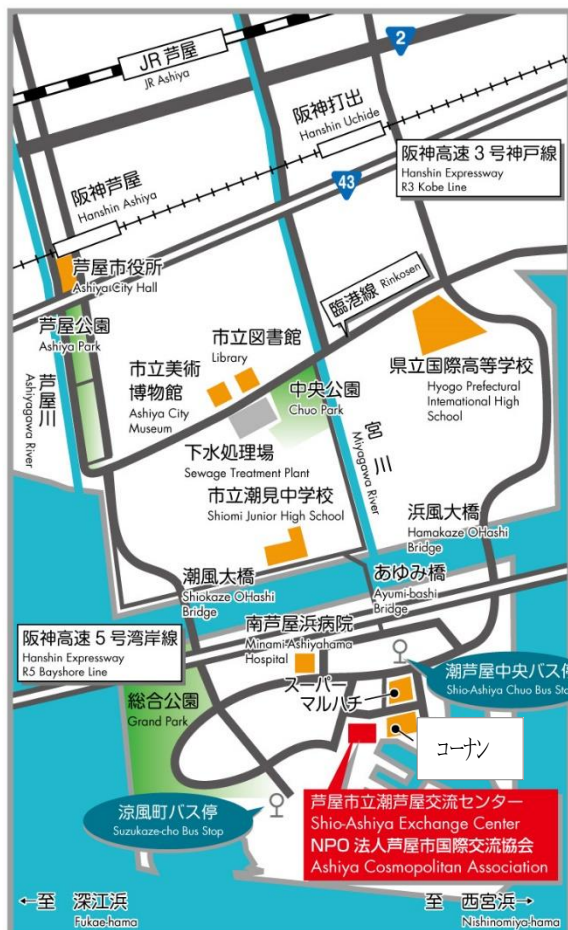 JR 芦屋
JR Ashiya
2
阪神打出
Hanshin Uchide
阪神高速 3 号神戸線
Hanshin Expressway
R3 Kobe Line
阪神芦屋
Hanshin Ashiya
43
芦屋市役所
Ashiya City Hall
芦屋公園
Ashiya Park
芦屋川
Ashiyagawa River
臨港線 Rinkosen
市立図書館
Library
市立美術
博物館
Ashiya City
Museum
中央公園
Chuo Park
県立国際高等学校
Hyogo Prefectural
International High
School
下水処理場
Sewage Treatment Plant
宮川
Miyagawa River
市立潮見中学校
Shiomi Junior High School
浜風大橋
Hamakaze OHashi
Bridge
潮風大橋
Shiokaze OHashi
Bridge
あゆみ橋
Ayumi-bashi
Bridge
阪神高速 5 号湾岸線
Hanshin Expressway
R5 Bayshore Line
南芦屋浜病院
Minami-Ashiyahama
Hospital
潮芦屋中央バス停
Shio-Ashiya Chuo Bus Sto
スーパー
マルハチ
総合公園
Grand Park
コーナン
涼風町バス停
Suzukaze-cho Bus Stop
芦屋市立潮芦屋交流センター
Shio-Ashiya Exchange Center
NPO 法人芦屋市国際交流協会
Ashiya Cosmopolitan Association
←至 深江浜
Fukae-hama
至 西宮浜→
Nishinomiya-hama